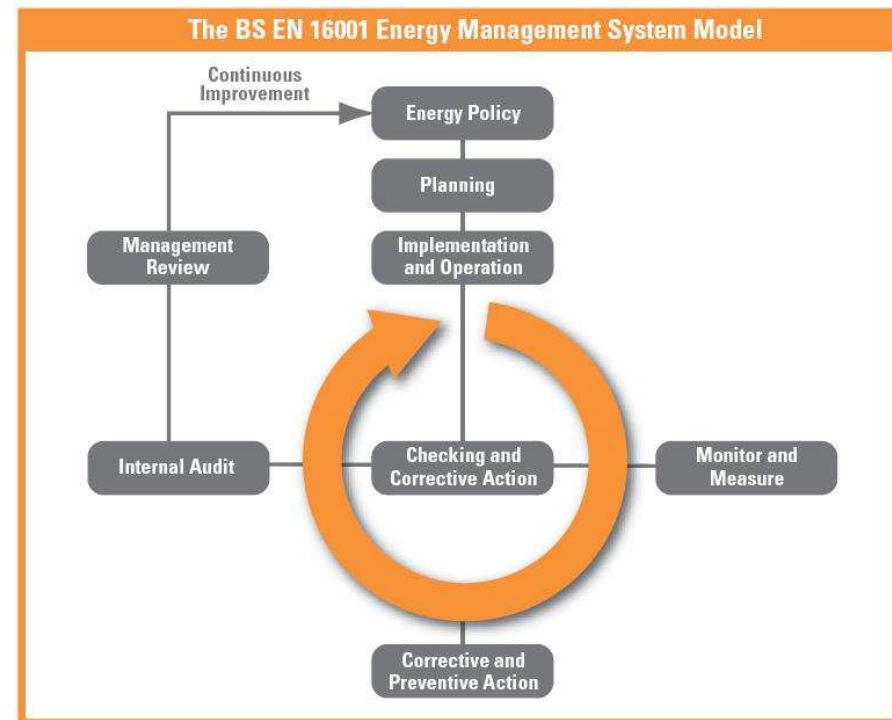 The BS EN 16001 Energy Management System Model
Continuous
Improvement
Energy Policy
Planning
Management
Review
Implementation
and Operation
Internal Audit
Checking and
Corrective Action
Monitor and
Measure
Corrective and
Preventive Action